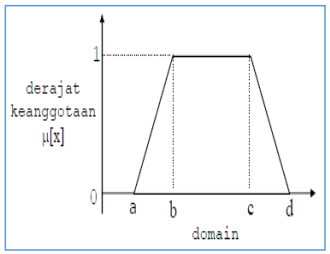 1
derajat
keanggotaan
μ[x]
0
a
b
c
d
domain